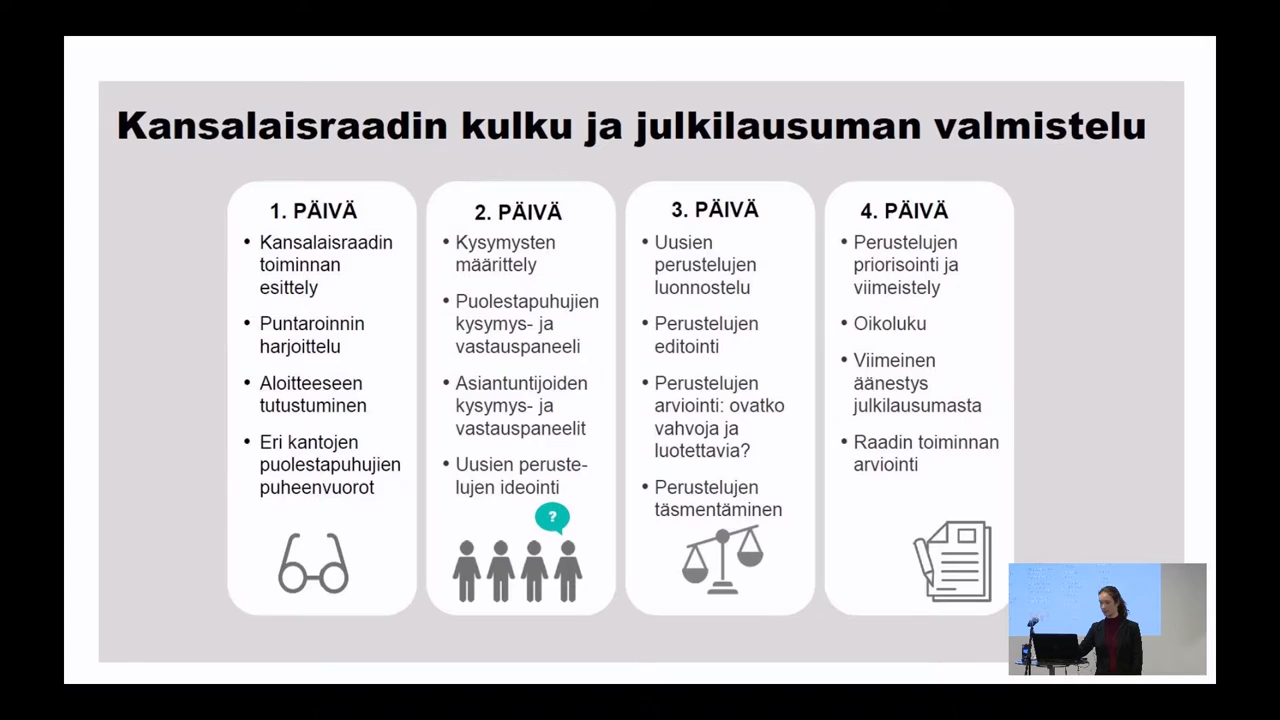 Kansalaisraadin kulku ja julkilausuman valmistelu
1. PÄIVÄ
• Kansalaisraadin
toiminnan
esittely
• Puntaroinnin
harjoittelu
• Aloitteeseen
tutustuminen
• Eri kantojen
puolestapuhujien
puheenvuorot
2. PÄIVÄ
• Kysymysten
määrittely
• Puolestapuhujien
kysymys- ja
vastauspaneeli
• Asiantuntijoiden
kysymys- ja
vastauspaneelit
• Uusien peruste-
lujen ideointi
?
3. PÄIVÄ
• Uusien
perustelujen
luonnostelu
• Perustelujen
editointi
• Perustelujen
arviointi: ovatko
vahvoja ja
luotettavia?
• Perustelujen
täsmentäminen
4. PÄIVÄ
• Perustelujen
priorisointi ja
viimeistely
• Oikoluku
• Viimeinen
äänestys
julkilausumasta
• Raadin toiminnan
arviointi